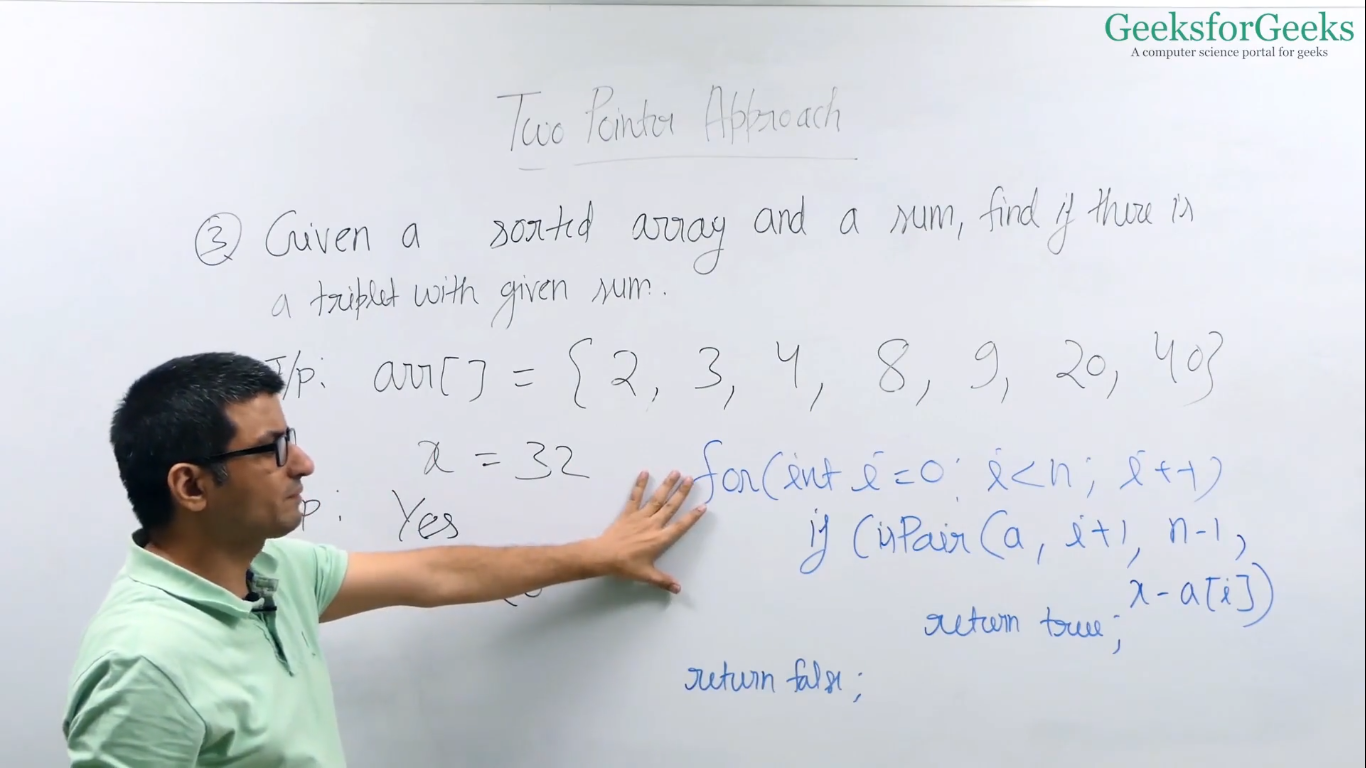 GeeksforGeeks
A computer science portal for geeks
Two Pointer Approach
③ Given a sorted array and a sum, find if there is
a triplet with given sum.
I/p: arr[] = {2, 3, 4, 8, 9, 20, 40}
x = 32
p: Yes
for(int i=0; i<n; i++)
if (isPair(a, i+1, n-1,
x-a[i])
return true;
return false;